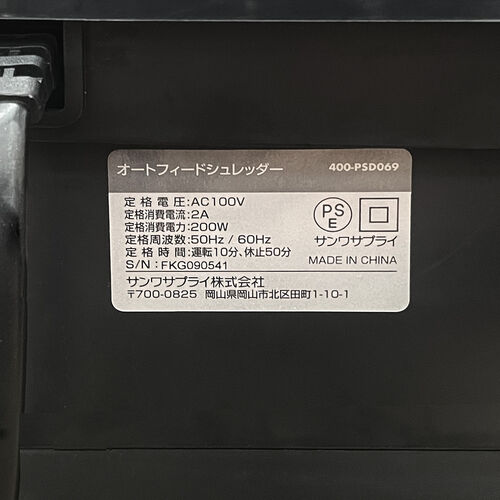 オートフィードシュレッダー 400-PSD069
定格電圧:AC100V
定格消費電流:2A
定格消費電力:200W
定格周波数:50Hz / 60Hz
定格時間:運転10分、休止50分
S/N:FKG090541
PSE
サンワサプライ
MADE IN CHINA
サンワサプライ株式会社
〒700-0825 岡山県岡山市北区田町1-10-1